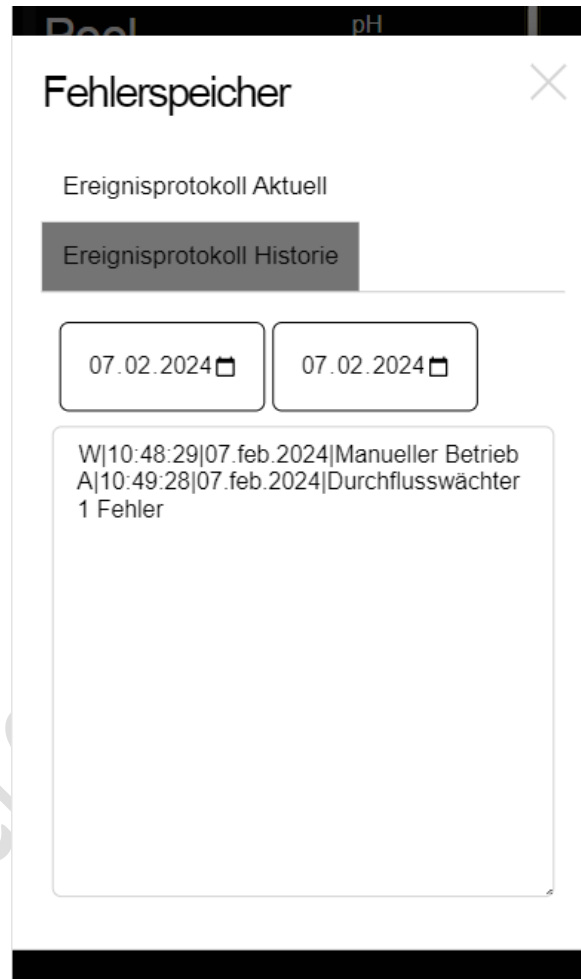 Pool
pH
Fehlerspeicher
Ereignisprotokoll Aktuell
Ereignisprotokoll Historie
07.02.2024
07.02.2024
W|10:48:29|07.feb.2024|Manueller Betrieb
A|10:49:28|07.feb.2024|Durchflusswächter
1 Fehler